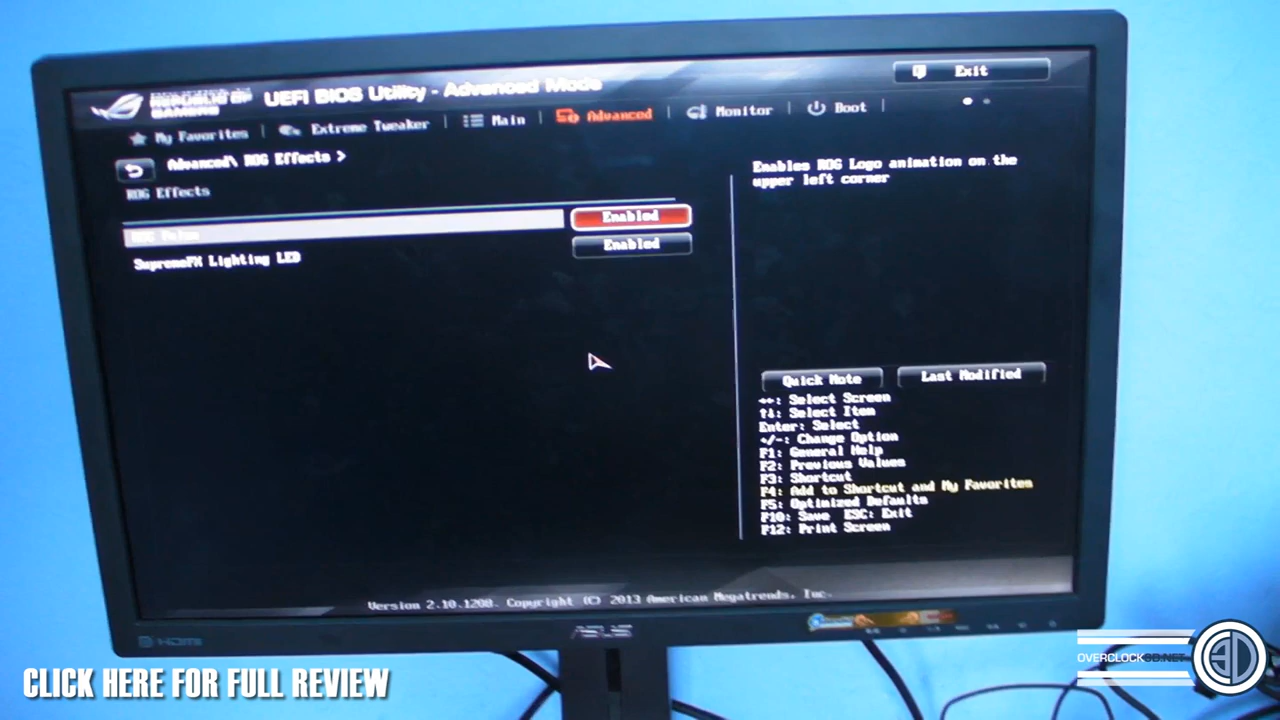 REPUBLIC OF GAMERS
UEFI BIOS Utility - Advanced Mode
Exit
My Favorites
Extreme Tweaker
Main
Advanced
Monitor
Boot
Advanced\ ROG Effects >
ROG Effects
Enabled
SupremeFX Lighting LED
Enabled
Enables ROG Logo animation on the
upper left corner
Quick Note
Last Modified
→←: Select Screen
↑↓: Select Item
Enter: Select
+/-: Change Option
F1: General Help
F2: Previous Values
F3: Shortcut
F4: Add to Shortcut and My Favorites
F5: Optimized Defaults
F10: Save ESC: Exit
F12: Print Screen
Version 2.10.1208. Copyright (C) 2013 American Megatrends, Inc.
HDMI
ASUS
CLICK HERE FOR FULL REVIEW
OVERCLOCK3D.NET
3D